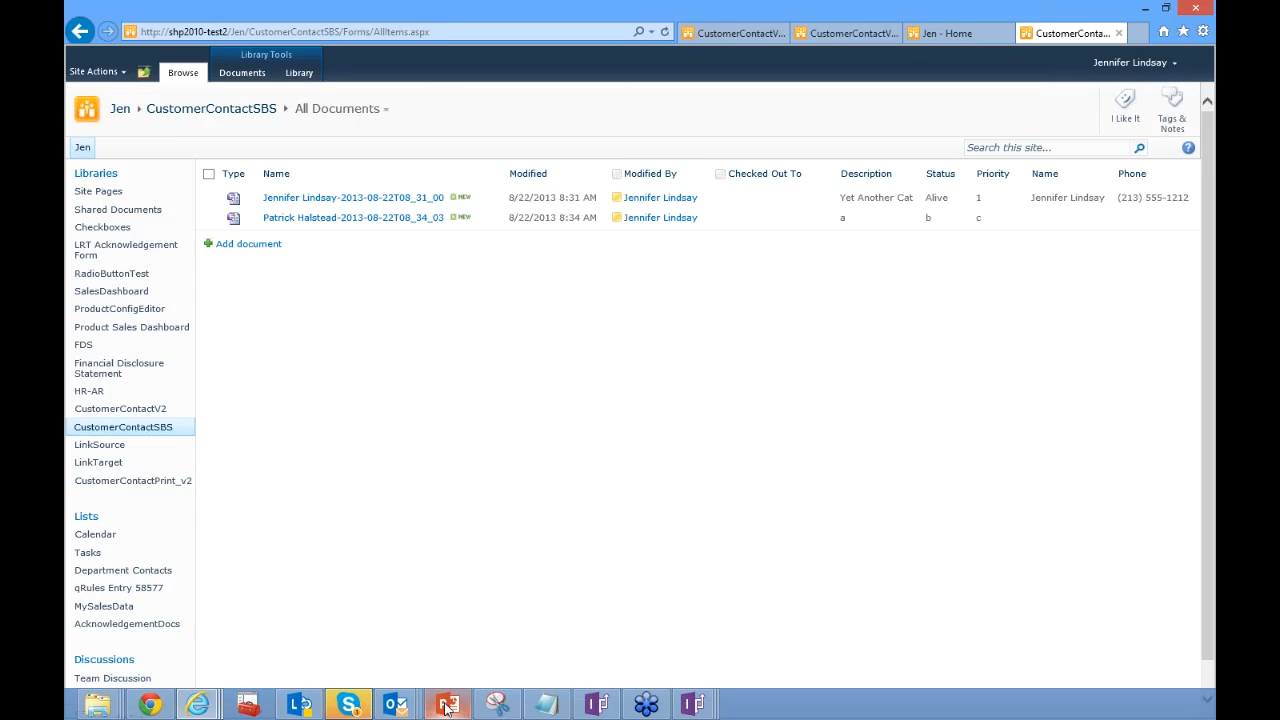 http://shp2010-test2/Jen/CustomerContactSBS/Forms/AllItems.aspx
CustomerContactV...
CustomerContactV...
Jen - Home
CustomerConta...
Library Tools
Site Actions
Browse
Documents
Library
Jennifer Lindsay
Jen
CustomerContactSBS
All Documents
I Like It
Tags &
Notes
Jen
Search this site...
Libraries
Site Pages
Shared Documents
Checkboxes
LRT Acknowledgement
Form
RadioButtonTest
SalesDashboard
ProductConfigEditor
Product Sales Dashboard
FDS
Financial Disclosure
Statement
HR-AR
CustomerContactV2
CustomerContactSBS
LinkSource
LinkTarget
CustomerContactPrint_v2
Lists
Calendar
Tasks
Department Contacts
qRules Entry 58577
MySalesData
AcknowledgementDocs
Discussions
Team Discussion
Type Name Modified Modified By Checked Out To Description Status Priority Name Phone
Jennifer Lindsay-2013-08-22T08_31_00 NEW 8/22/2013 8:31 AM Jennifer Lindsay Yet Another Cat Alive 1 Jennifer Lindsay (213) 555-1212
Patrick Halstead-2013-08-22T08_34_03 NEW 8/22/2013 8:34 AM Jennifer Lindsay a b c
Add document